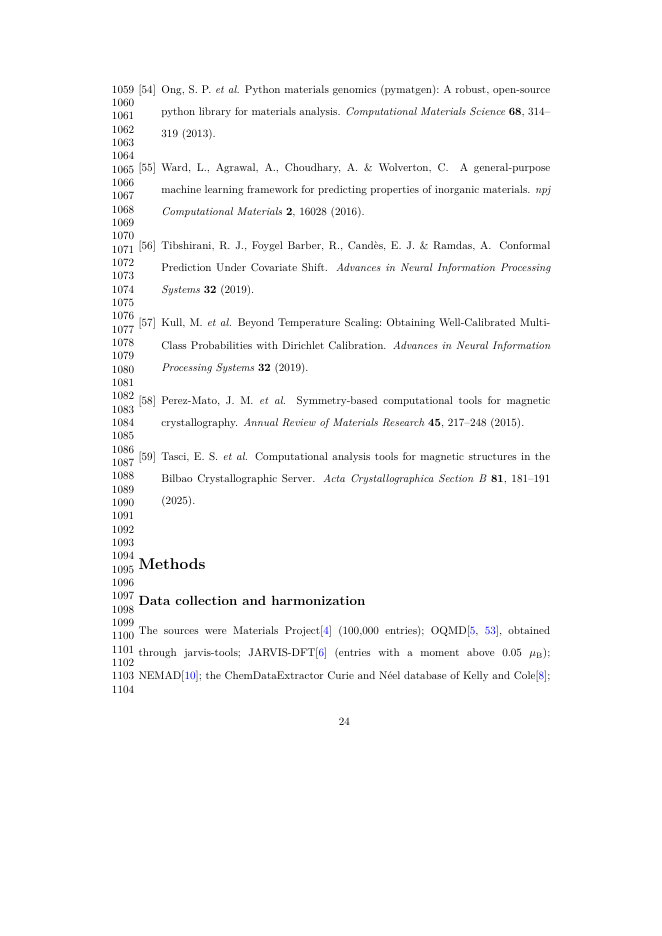 1059 [54] Ong, S. P. et al. Python materials genomics (pymatgen): A robust, open-source
1060
1061 python library for materials analysis. Computational Materials Science 68, 314–
1062
1063 319 (2013).
1064
1065 [55] Ward, L., Agrawal, A., Choudhary, A. & Wolverton, C. A general-purpose
1066
1067 machine learning framework for predicting properties of inorganic materials. npj
1068 Computational Materials 2, 16028 (2016).
1069
1070
1071 [56] Tibshirani, R. J., Foygel Barber, R., Candès, E. J. & Ramdas, A. Conformal
1072
1073 Prediction Under Covariate Shift. Advances in Neural Information Processing
1074 Systems 32 (2019).
1075
1076
1077 [57] Kull, M. et al. Beyond Temperature Scaling: Obtaining Well-Calibrated Multi-
1078 Class Probabilities with Dirichlet Calibration. Advances in Neural Information
1079
1080 Processing Systems 32 (2019).
1081
1082
1083 [58] Perez-Mato, J. M. et al. Symmetry-based computational tools for magnetic
1084 crystallography. Annual Review of Materials Research 45, 217–248 (2015).
1085
1086
1087 [59] Tasci, E. S. et al. Computational analysis tools for magnetic structures in the
1088 Bilbao Crystallographic Server. Acta Crystallographica Section B 81, 181–191
1089
1090 (2025).
1091
1092
1093
1094
1095 Methods
1096
1097
1098 Data collection and harmonization
1099
1100 The sources were Materials Project[4] (100,000 entries); OQMD[5, 53], obtained
1101 through jarvis-tools; JARVIS-DFT[6] (entries with a moment above 0.05 μB);
1102
1103 NEMAD[10]; the ChemDataExtractor Curie and Néel database of Kelly and Cole[8];
1104
24